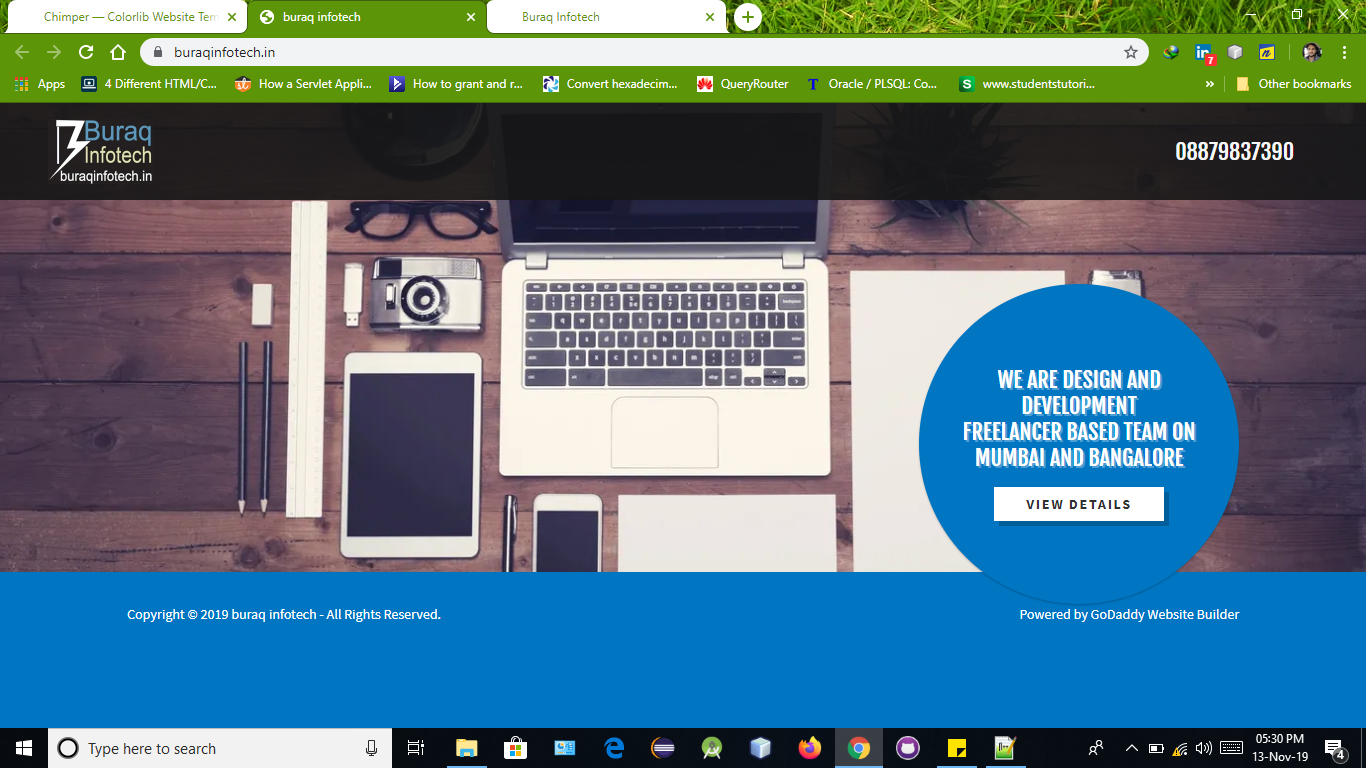 Chimper — Colorlib Website Tem
buraq infotech
Buraq Infotech
buraqinfotech.in
7
Apps
4 Different HTML/C...
How a Servlet Appli...
How to grant and r...
Convert hexadecim...
QueryRouter
T
Oracle / PLSQL: Co...
S
www.studentstutori...
»
Other bookmarks
Buraq
Infotech
buraqinfotech.in
08879837390
WE ARE DESIGN AND
DEVELOPMENT
FREELANCER BASED TEAM ON
MUMBAI AND BANGALORE
VIEW DETAILS
Copyright © 2019 buraq infotech - All Rights Reserved.
Powered by GoDaddy Website Builder
Type here to search
05:30 PM
13-Nov-19
4